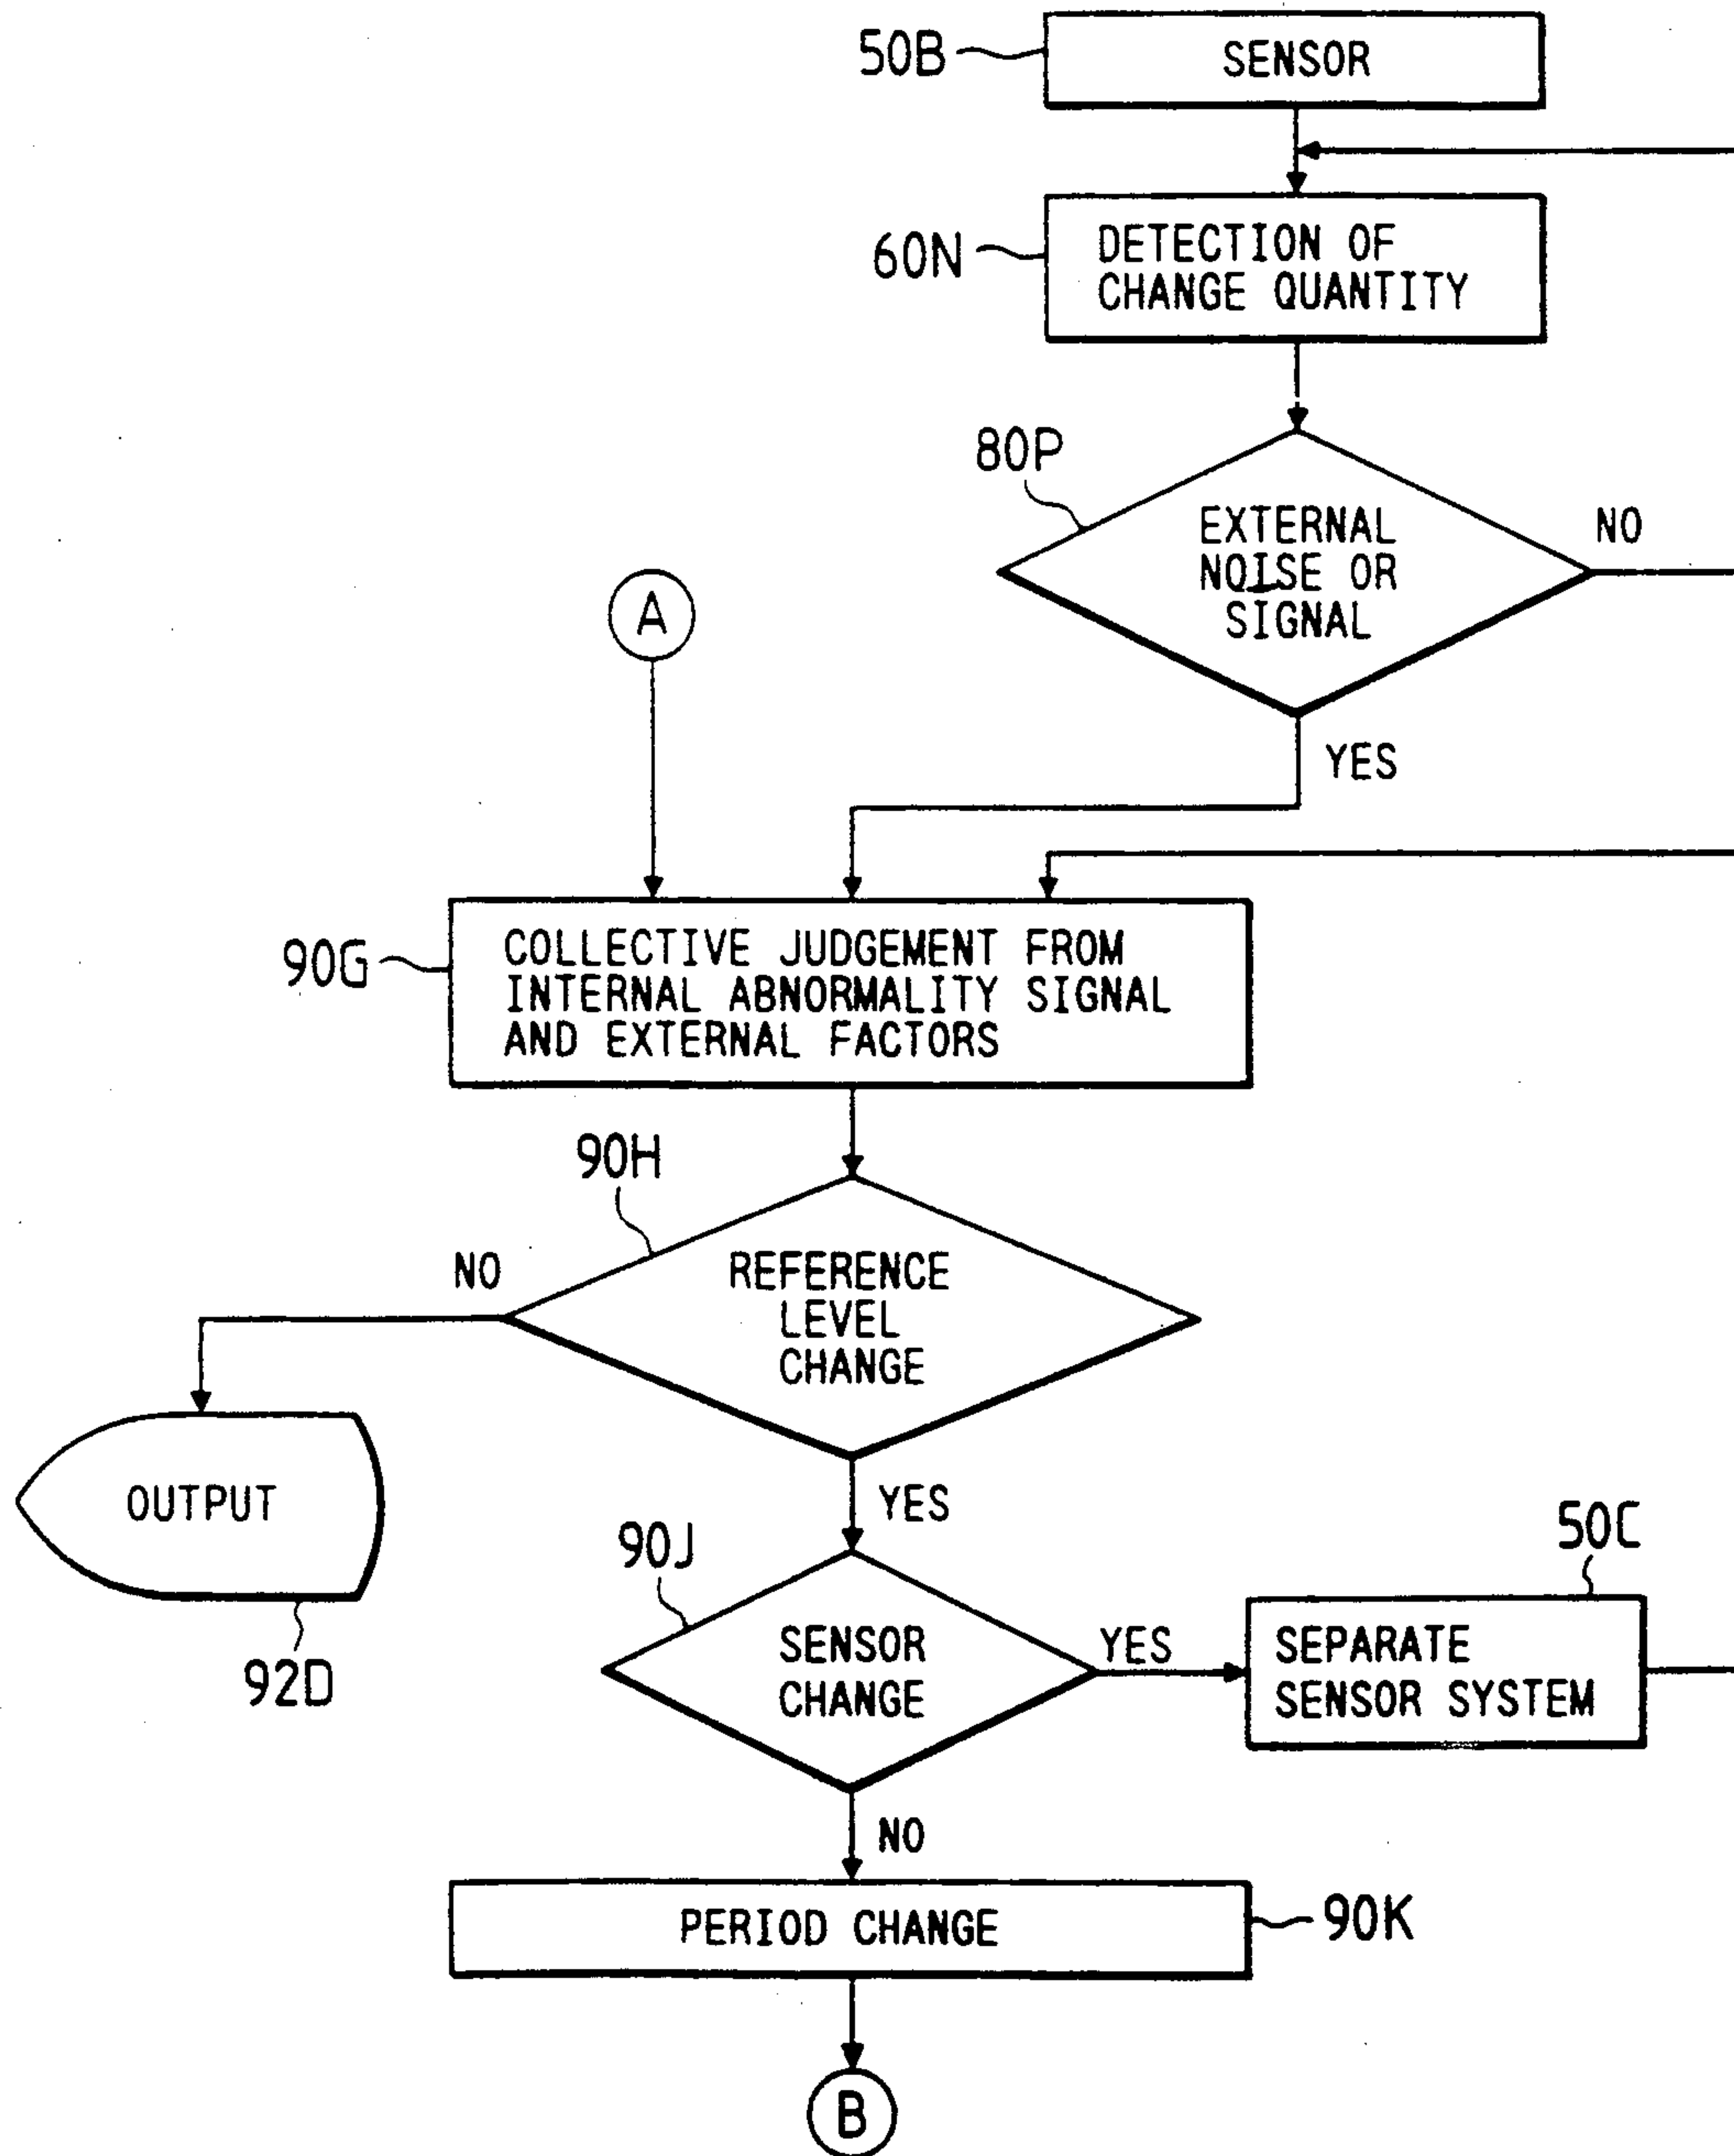 50B
SENSOR
60N
DETECTION OF
CHANGE QUANTITY
80P
EXTERNAL
NOISE OR
SIGNAL
NO
A
YES
90G
COLLECTIVE JUDGEMENT FROM
INTERNAL ABNORMALITY SIGNAL
AND EXTERNAL FACTORS
90H
NO
REFERENCE
LEVEL
CHANGE
OUTPUT
92D
YES
90J
SENSOR
CHANGE
YES
50C
SEPARATE
SENSOR SYSTEM
NO
PERIOD CHANGE
90K
B